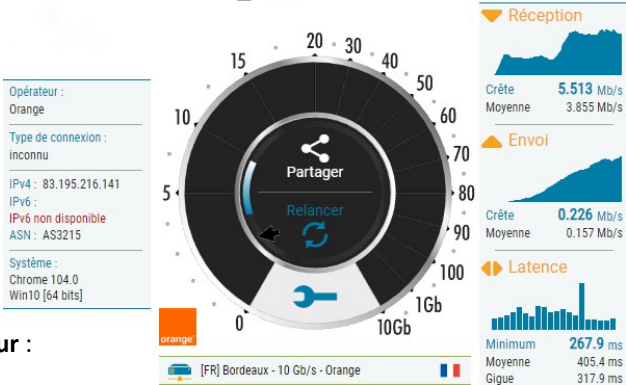 Opérateur :
Orange
Type de connexion :
inconnu
IPv4 : 83.195.216.141
IPv6 :
IPv6 non disponible
ASN : AS3215
Système :
Chrome 104.0
Win10 [64 bits]
ur :
0
5
10
15
20
30
40
50
60
70
80
90
100
1Gb
10Gb
Partager
Relancer
orange
[FR] Bordeaux - 10 Gb/s - Orange
Réception
Crête 5.513 Mb/s
Moyenne 3.855 Mb/s
Envoi
Crête 0.226 Mb/s
Moyenne 0.157 Mb/s
Latence
Minimum 267.9 ms
Moyenne 405.4 ms
Gigue 317.9 ms